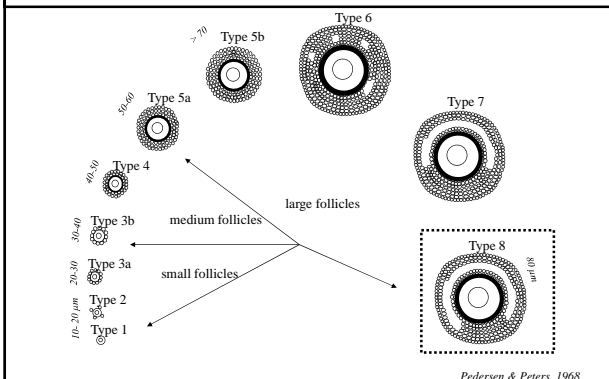 Type 6
> 70
Type 5b
50-60
Type 5a
Type 7
40-50
Type 4
large follicles
medium follicles
30-40
Type 3b
Type 8
80 µm
20-30
Type 3a
small follicles
10- 20 µm
Type 2
Type 1
Pedersen & Peters, 1968